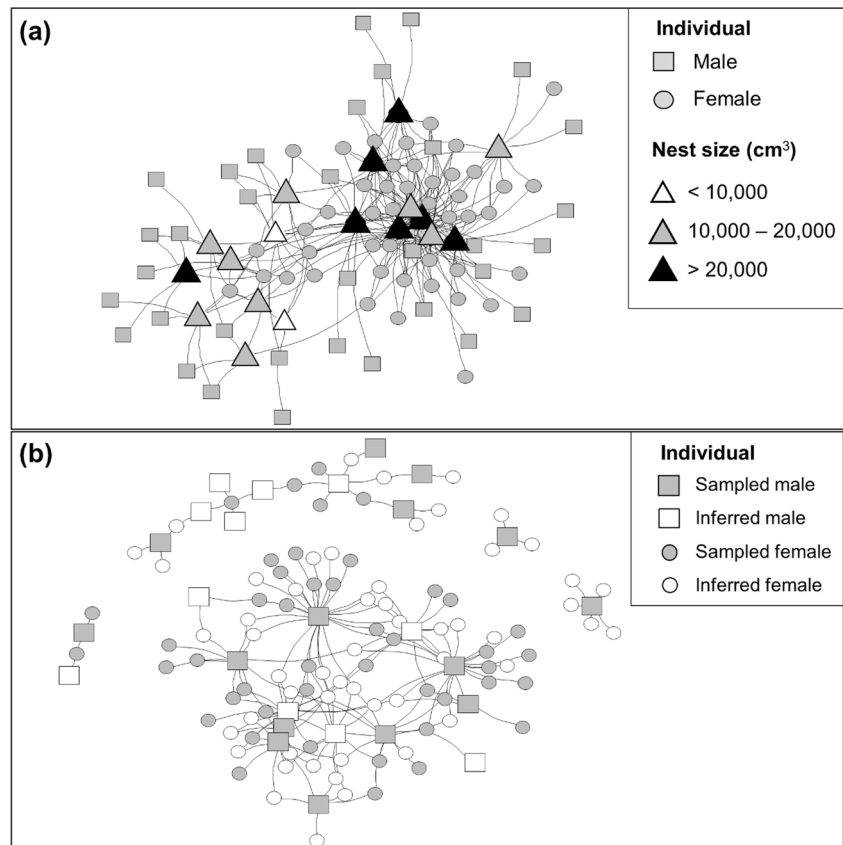 (a)
Individual
Male
Female
Nest size (cm³)
< 10,000
10,000 – 20,000
> 20,000
(b)
Individual
Sampled male
Inferred male
Sampled female
Inferred female